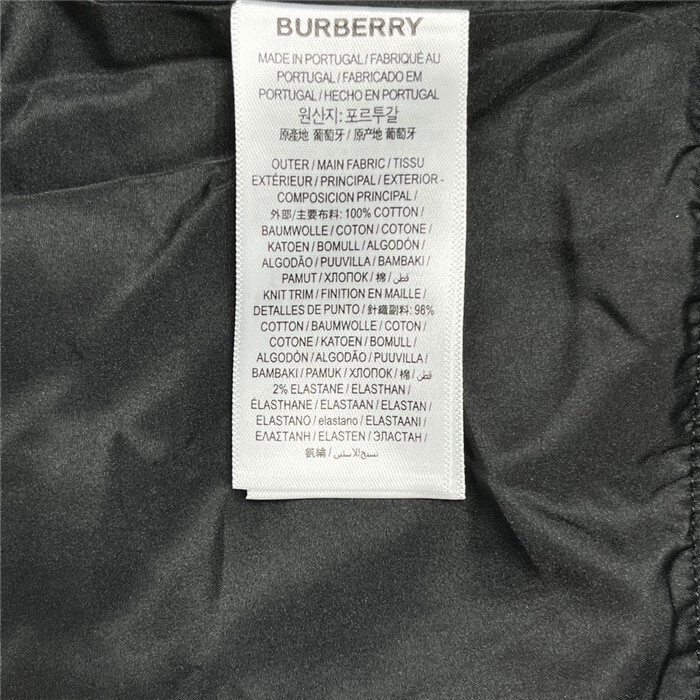 BURBERRY
MADE IN PORTUGAL / FABRIQUÉ AU
PORTUGAL / FABRICADO EM
PORTUGAL / HECHO EN PORTUGAL
원산지: 포르투갈
原産地 葡萄牙 / 原产地 葡萄牙
OUTER / MAIN FABRIC / TISSU
EXTÉRIEUR / PRINCIPAL / EXTERIOR -
COMPOSICION PRINCIPAL /
外部/主要布料: 100% COTTON /
BAUMWOLLE / COTON / COTONE /
KATOEN / BOMULL / ALGODÓN /
ALGODÃO / PUUVILLA / BAMBAKI /
PAMUT / ХЛОПОК / 棉 / قطن
KNIT TRIM / FINITION EN MAILLE /
DETALLES DE PUNTO / 針織副料: 98%
COTTON / BAUMWOLLE / COTON /
COTONE / KATOEN / BOMULL /
ALGODÓN / ALGODÃO / PUUVILLA /
BAMBAKI / PAMUK / ХЛОПОК / 棉 / قطن
2% ELASTANE / ELASTHAN /
ÉLASTHANE / ELASTAAN / ELASTAN /
ELASTANO / elastano / ELASTAANI /
ΕΛΑΣΤΑΝΗ / ELASTEN / ЭЛАСТАН /
氨綸 /